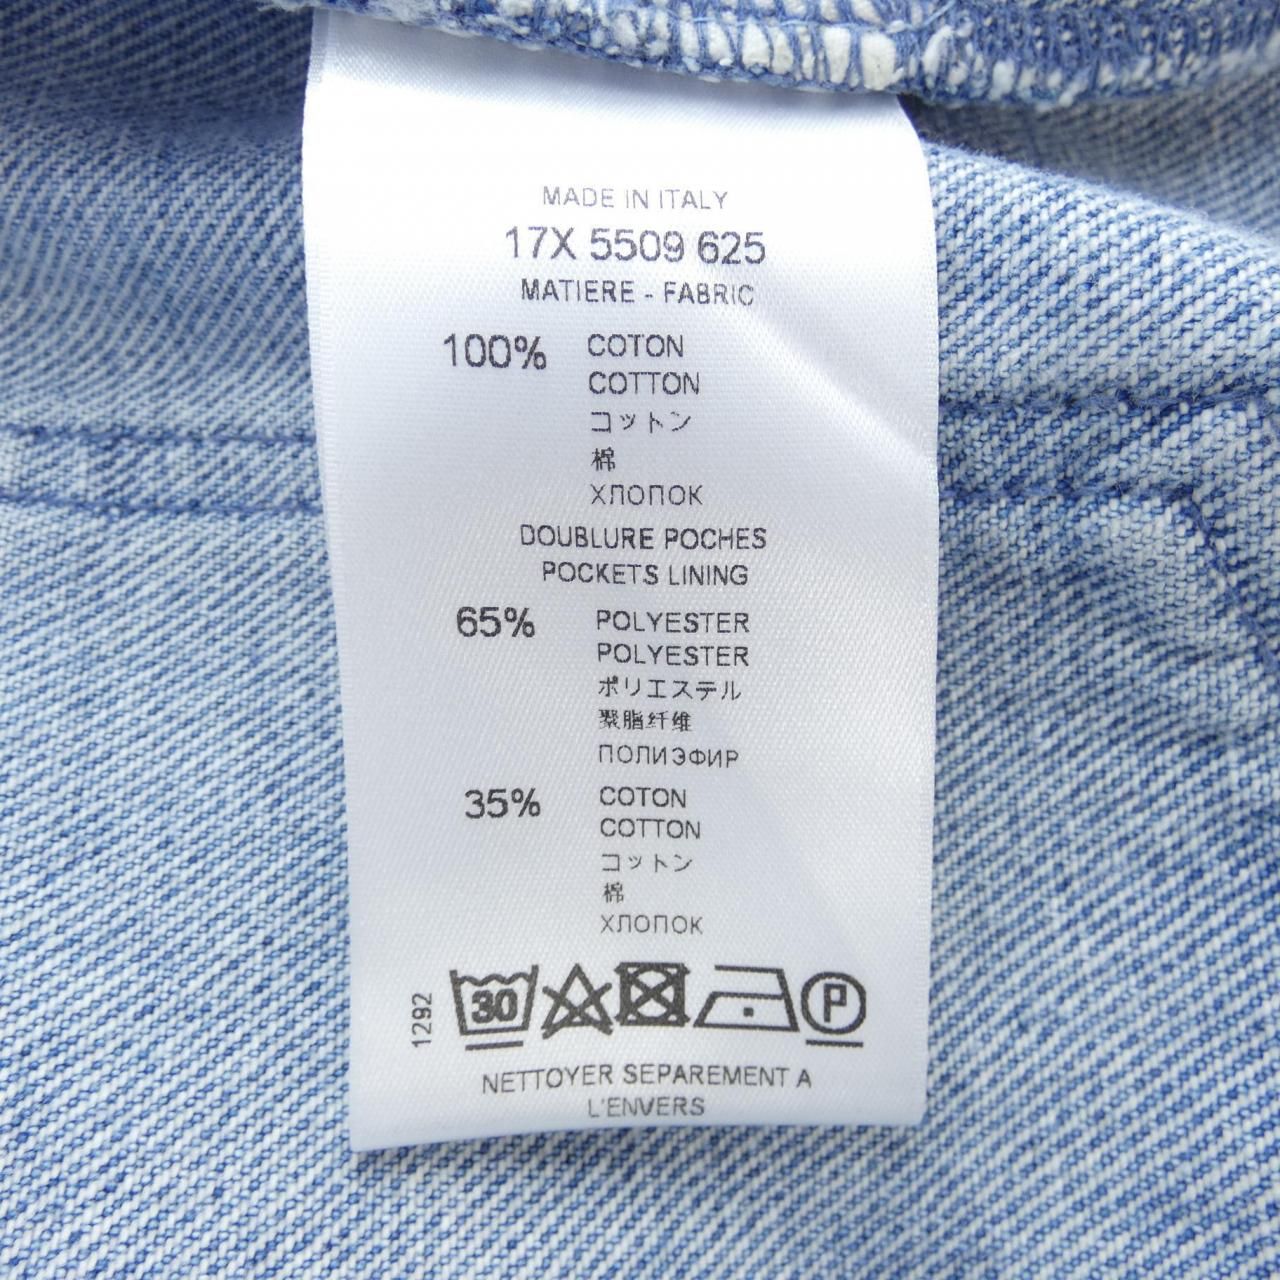 MADE IN ITALY
17X 5509 625
MATIERE - FABRIC
100% COTON
COTTON
コットン
棉
ХЛОПОК
DOUBLURE POCHES
POCKETS LINING
65% POLYESTER
POLYESTER
ポリエステル
聚脂纤维
ПОЛИЭФИР
35% COTON
COTTON
コットン
棉
ХЛОПОК
1292
30 P
NETTOYER SEPAREMENT A
L'ENVERS